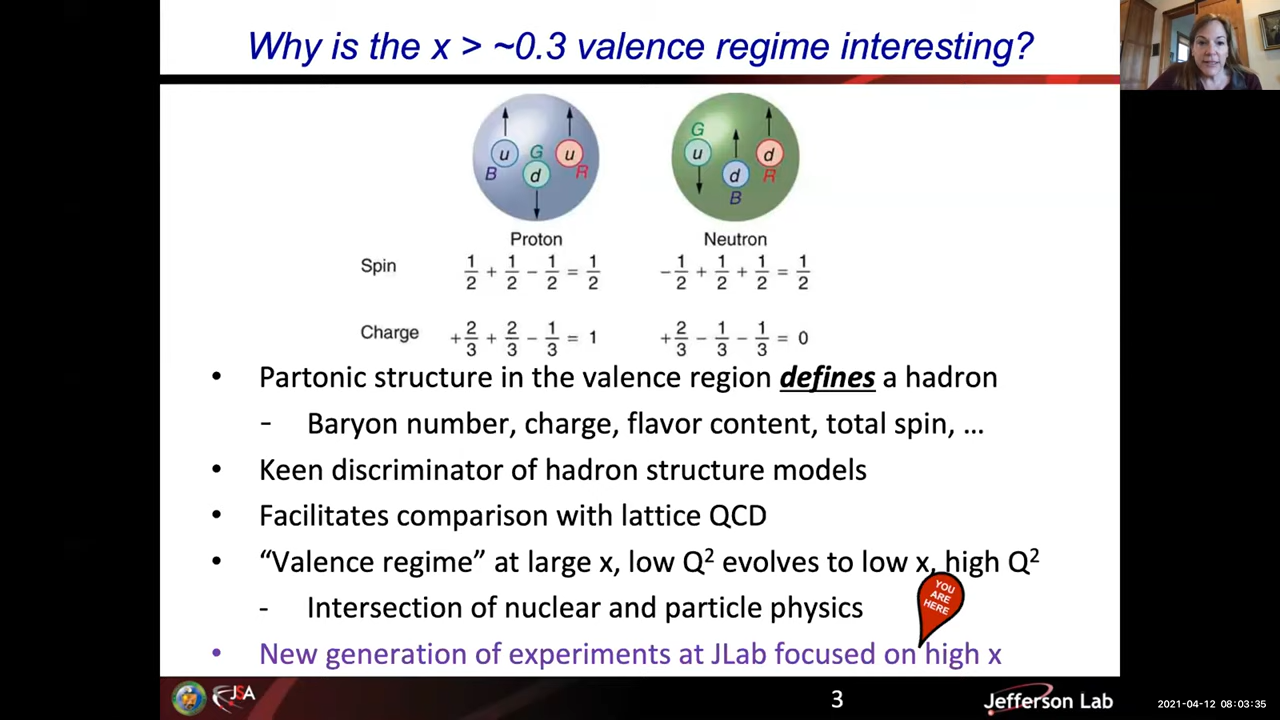 Why is the x > ~0.3 valence regime interesting?
u
B
G
d
u
R
G
u
d
B
d
R
Proton
Neutron
Spin
1/2 + 1/2 − 1/2 = 1/2
−1/2 + 1/2 + 1/2 = 1/2
Charge
+2/3 + 2/3 − 1/3 = 1
+2/3 − 1/3 − 1/3 = 0
• Partonic structure in the valence region defines a hadron
- Baryon number, charge, flavor content, total spin, …
• Keen discriminator of hadron structure models
• Facilitates comparison with lattice QCD
• “Valence regime” at large x, low Q² evolves to low x, high Q²
- Intersection of nuclear and particle physics
YOU
ARE
HERE
• New generation of experiments at JLab focused on high x
JSA
3
Jefferson Lab
2021-04-12 08:03:35